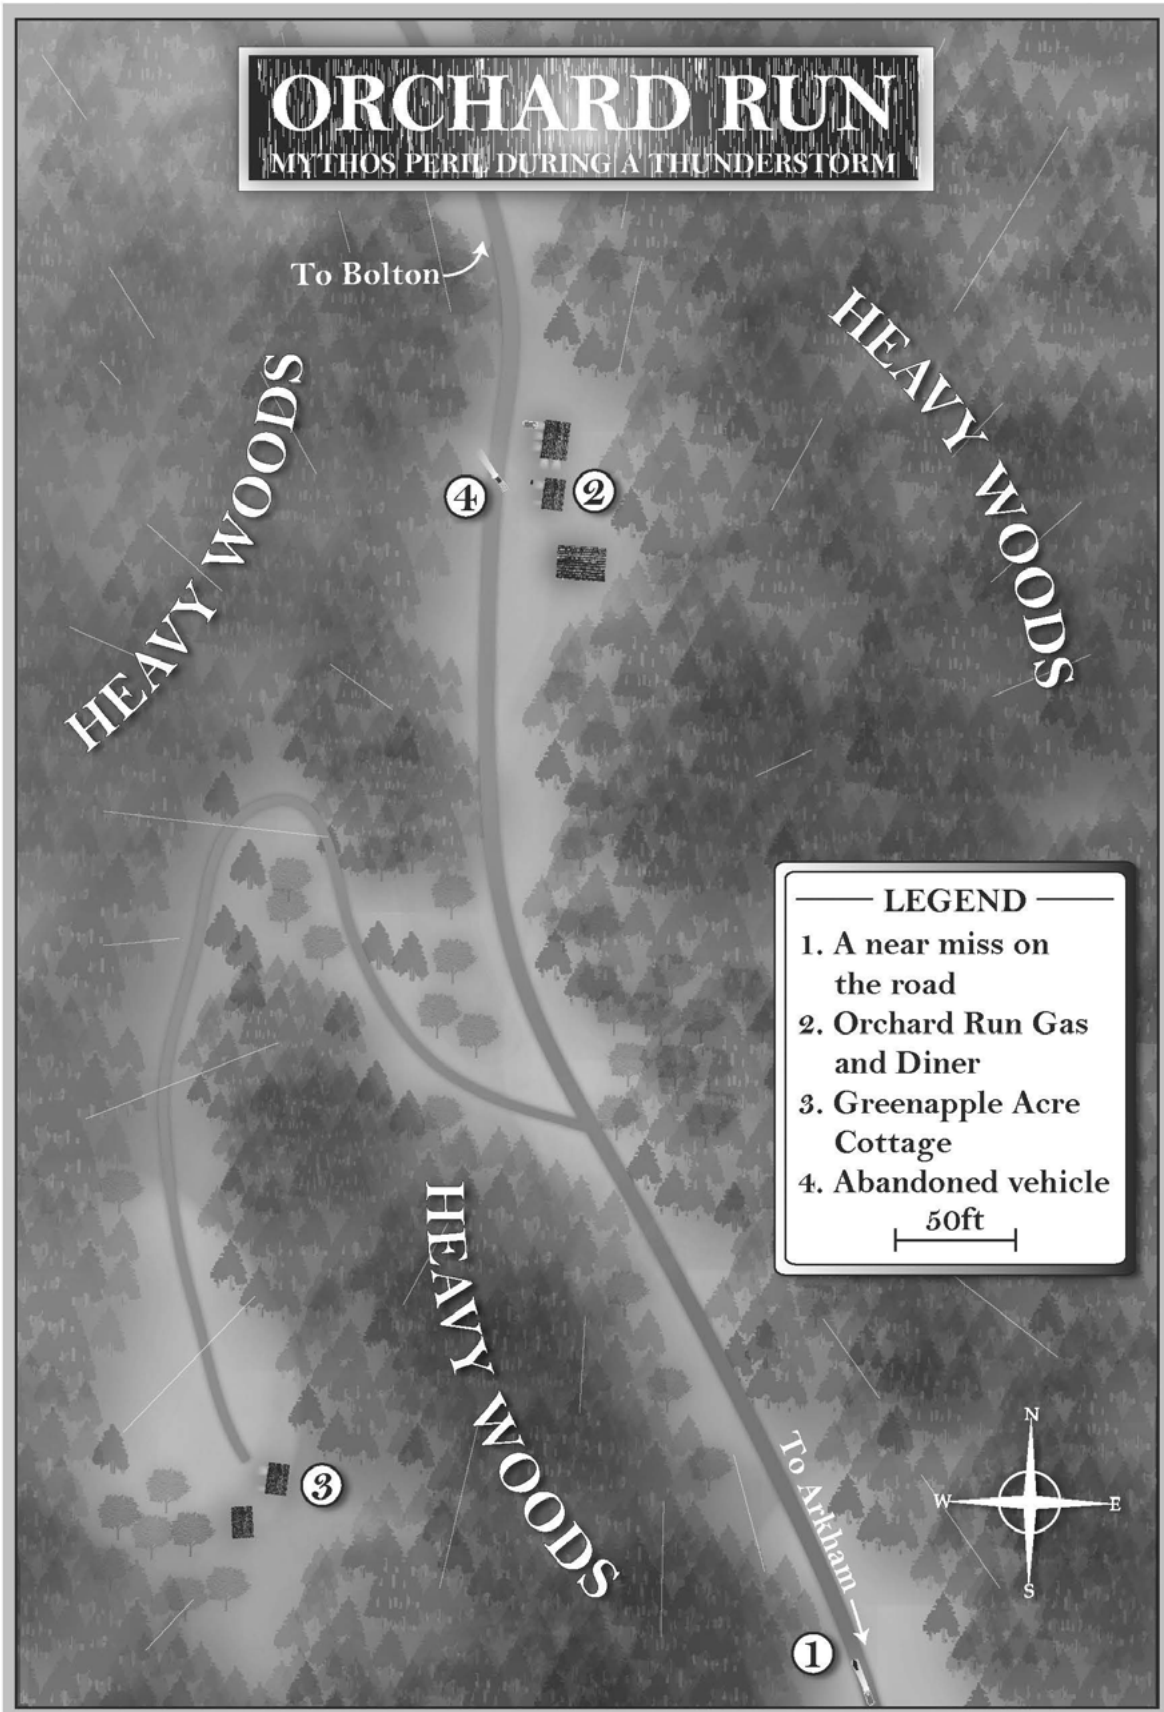 ORCHARD RUN
MYTHOS PERIL DURING A THUNDERSTORM
To Bolton
HEAVY WOODS
HEAVY WOODS
4
2
LEGEND
1. A near miss on
the road
2. Orchard Run Gas
and Diner
3. Greenapple Acre
Cottage
4. Abandoned vehicle
50ft
HEAVY WOODS
To Arkham
N
W
E
S
3
1